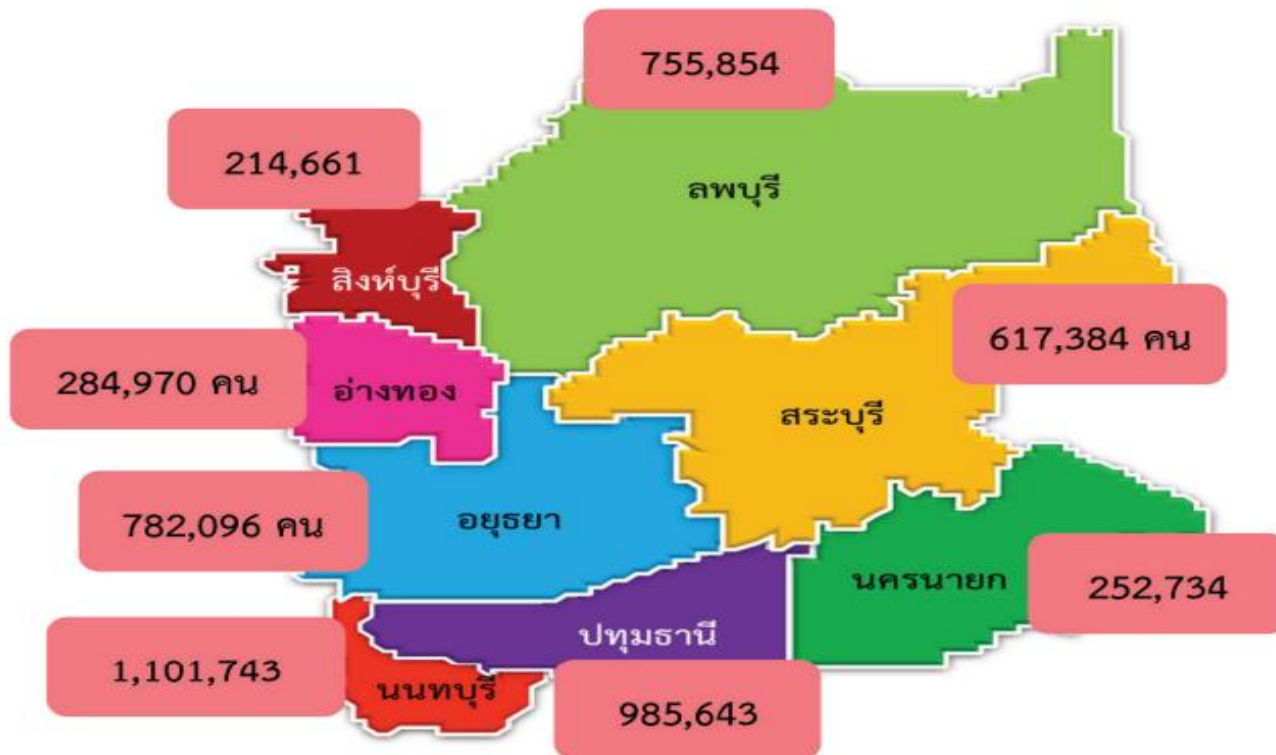 755,854
214,661
ลพบุรี
สิงห์บุรี
617,384 คน
284,970 คน
อ่างทอง
สระบุรี
782,096 คน
อยุธยา
นครนายก
252,734
ปทุมธานี
1,101,743
นนทบุรี
985,643